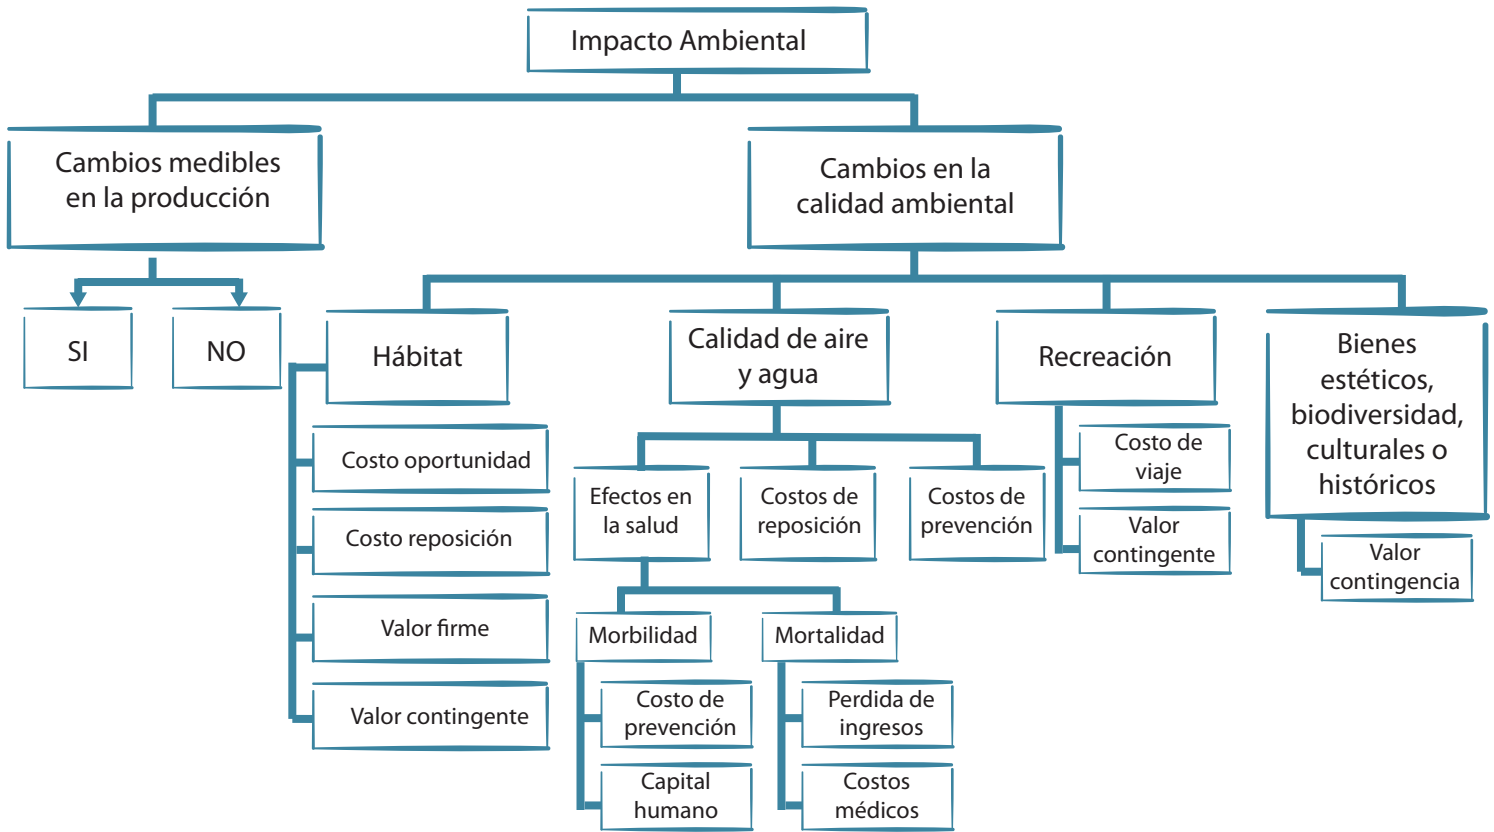 Impacto Ambiental
Cambios medibles
en la producción
Cambios en la
calidad ambiental
SI
NO
Hábitat
Costo oportunidad
Costo reposición
Valor firme
Valor contingente
Calidad de aire
y agua
Efectos en
la salud
Morbilidad
Costo de
prevención
Capital
humano
Mortalidad
Perdida de
ingresos
Costos
médicos
Costos de
reposición
Costos de
prevención
Recreación
Costo de
viaje
Valor
contingente
Bienes
estéticos,
biodiversidad,
culturales o
históricos
Valor
contingencia